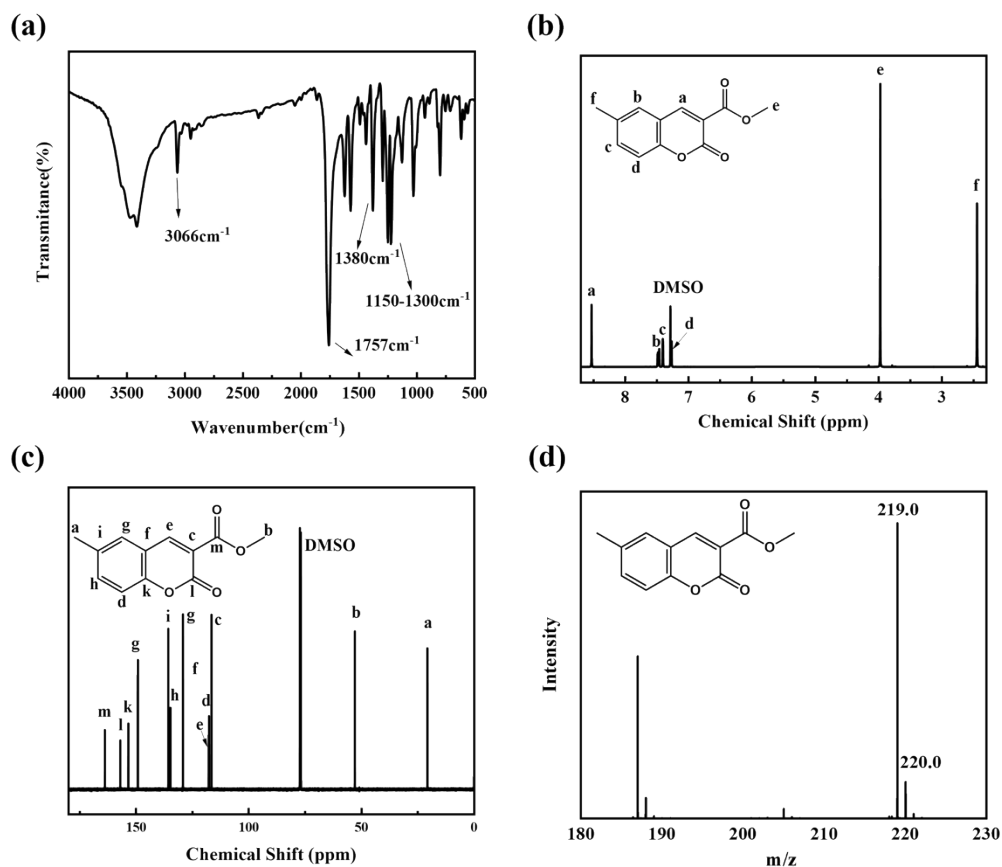 (a)
Transmitance(%)
3066cm-1
1380cm-1
1150-1300cm-1
1757cm-1
4000 3500 3000 2500 2000 1500 1000 500
Wavenumber(cm-1)
(b)
f b a O e
O
c O O
d
e
f
a
DMSO
b c d
8 7 6 5 4 3 2
Chemical Shift (ppm)
(c)
a i g f e c O b
m O
h O l O
d k
DMSO
m l k g i h g f e d c b a
150 100 50 0
Chemical Shift (ppm)
(d)
O
O
O O
219.0
220.0
Intensity
180 190 200 210 220 230
m/z